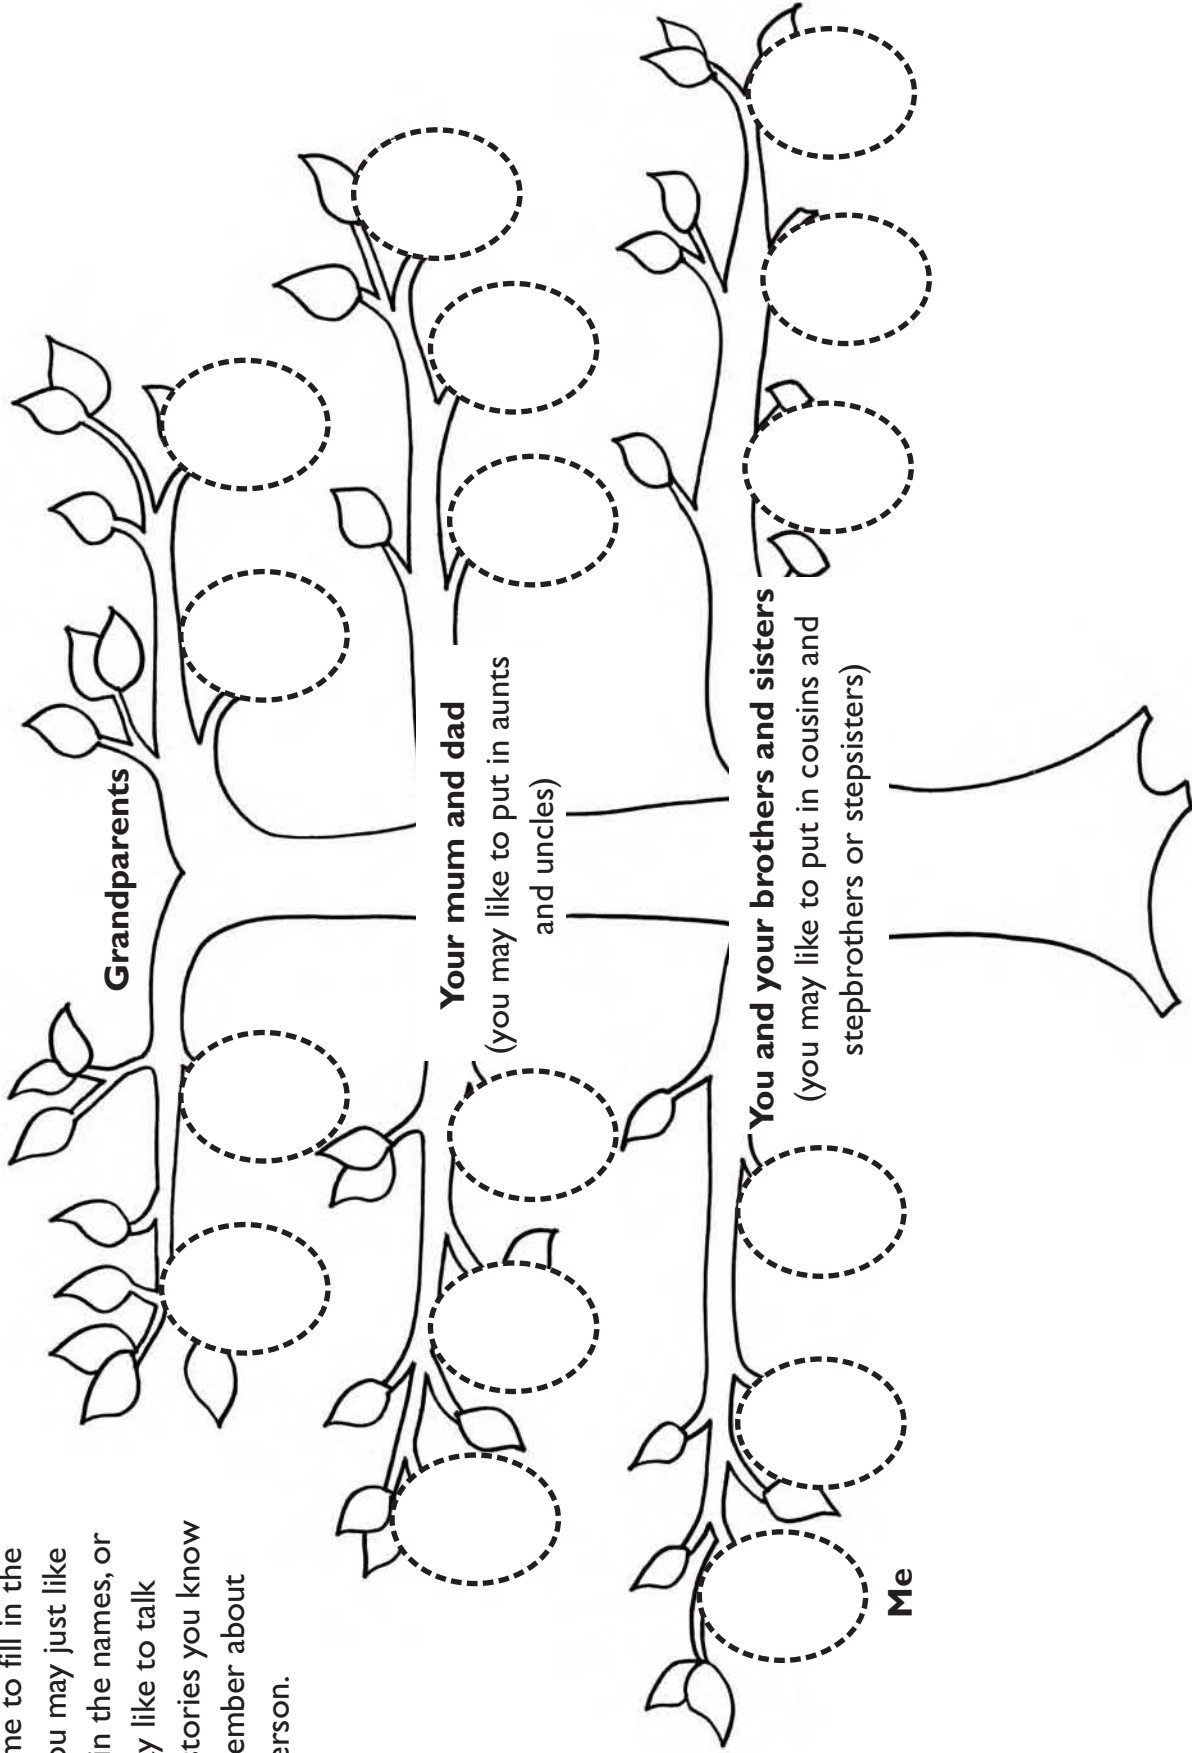 me to fill in the
ou may just like
in the names, or
y like to talk
stories you know
ember about
erson.
Grandparents
Your mum and dad
(you may like to put in aunts
and uncles)
You and your brothers and sisters
(you may like to put in cousins and
stepbrothers or stepsisters)
Me